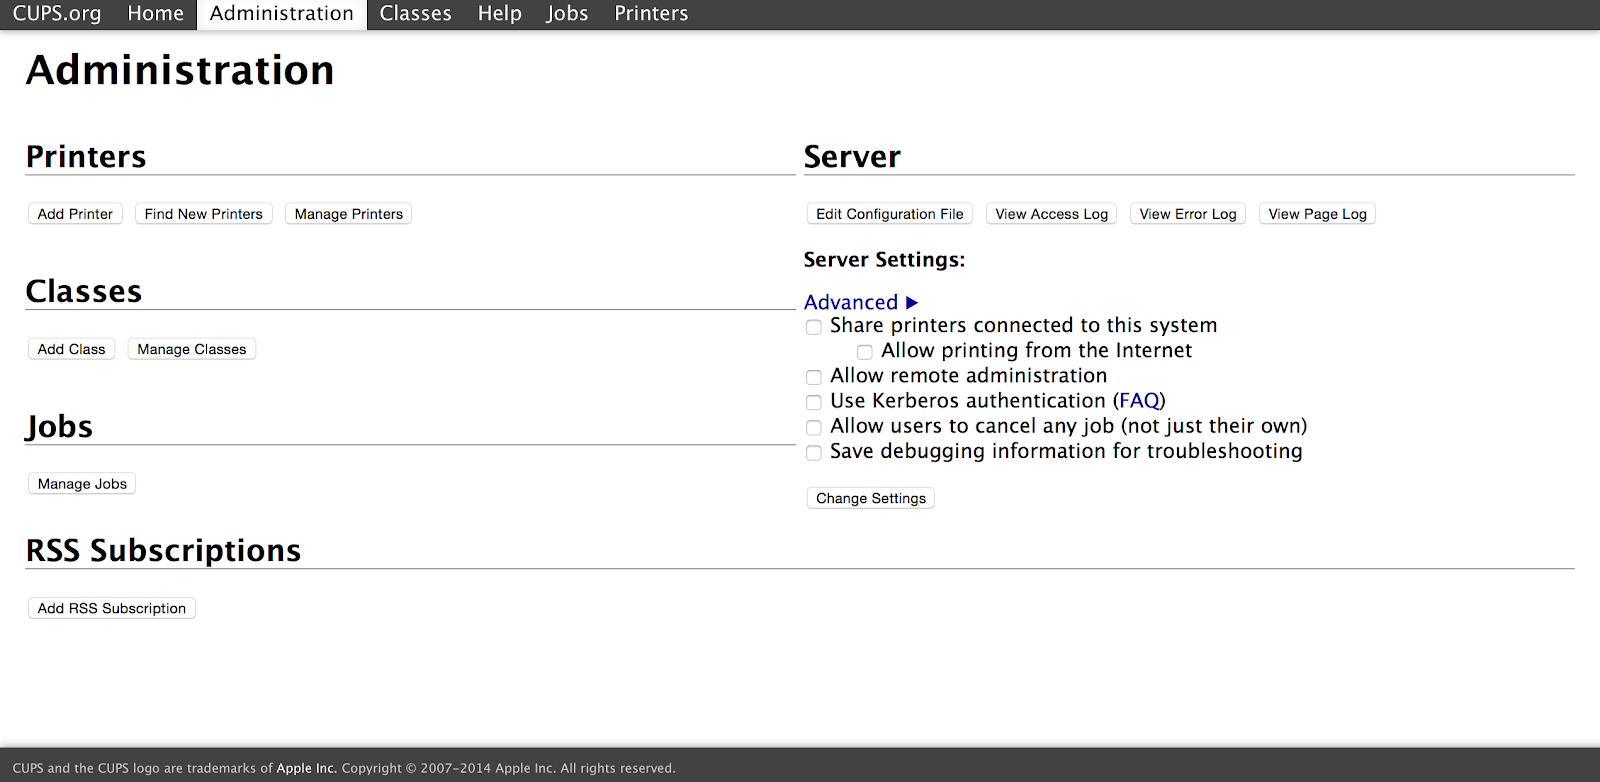 CUPS.org Home Administration Classes Help Jobs Printers
Administration
Printers
Add Printer Find New Printers Manage Printers
Classes
Add Class Manage Classes
Jobs
Manage Jobs
Server
Edit Configuration File View Access Log View Error Log View Page Log
Server Settings:
Advanced ▶
Share printers connected to this system
Allow printing from the Internet
Allow remote administration
Use Kerberos authentication (FAQ)
Allow users to cancel any job (not just their own)
Save debugging information for troubleshooting
Change Settings
RSS Subscriptions
Add RSS Subscription
CUPS and the CUPS logo are trademarks of Apple Inc. Copyright © 2007-2014 Apple Inc. All rights reserved.